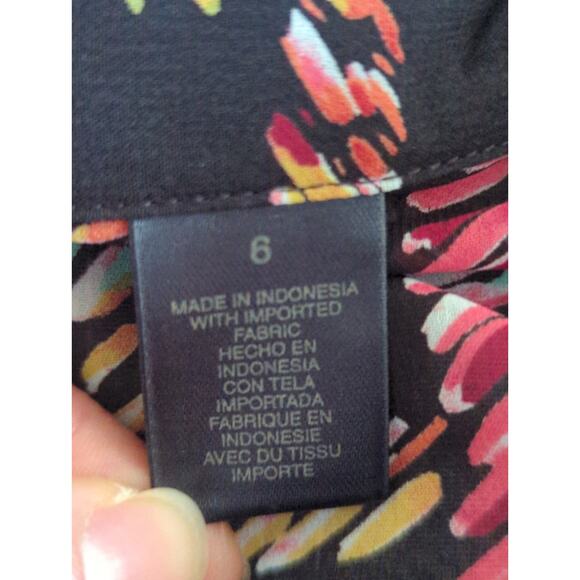 6
MADE IN INDONESIA
WITH IMPORTED
FABRIC
HECHO EN
INDONESIA
CON TELA
IMPORTADA
FABRIQUE EN
INDONESIE
AVEC DU TISSU
IMPORTE